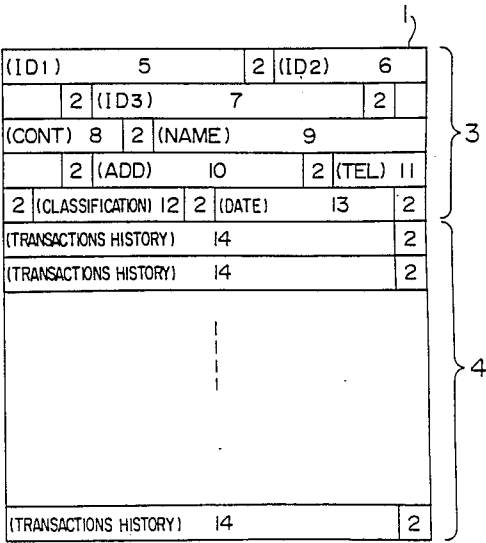 1
(ID1) 5 2 (ID2) 6
2 (ID3) 7 2
(CONT) 8 2 (NAME) 9
3
2 (ADD) 10 2 (TEL) 11
2 (CLASSIFICATION) 12 2 (DATE) 13 2
(TRANSACTIONS HISTORY) 14 2
(TRANSACTIONS HISTORY) 14 2
4
(TRANSACTIONS HISTORY) 14 2